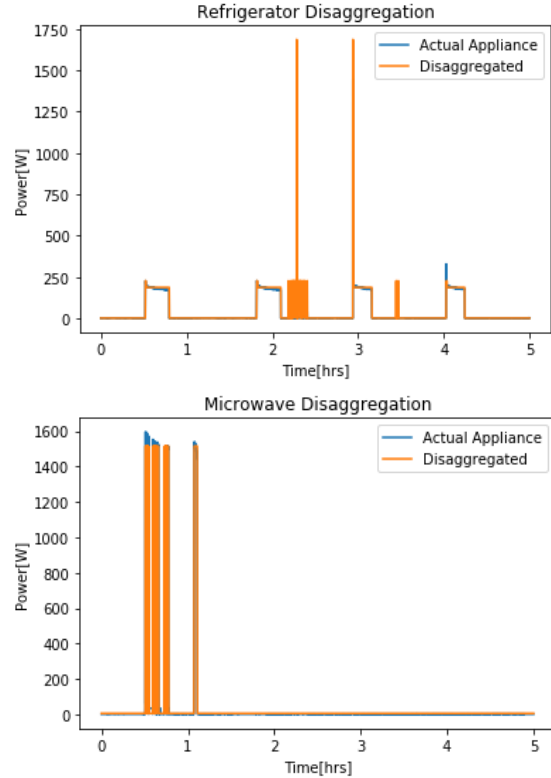 Refrigerator Disaggregation
1750
1500
1250
1000
750
500
250
0
Power[W]
Actual Appliance
Disaggregated
0 1 2 3 4 5
Time[hrs]
Microwave Disaggregation
1600
1400
1200
1000
800
600
400
200
0
Power[W]
Actual Appliance
Disaggregated
0 1 2 3 4 5
Time[hrs]